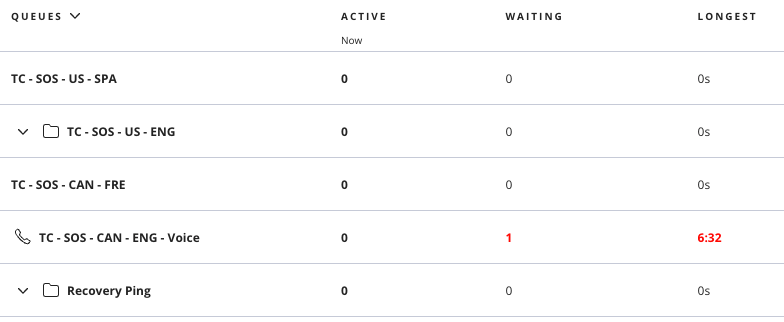 QUEUES ACTIVE WAITING LONGEST
Now
TC - SOS - US - SPA 0 0 0s
TC - SOS - US - ENG 0 0 0s
TC - SOS - CAN - FRE 0 0 0s
TC - SOS - CAN - ENG - Voice 0 1 6:32
Recovery Ping 0 0 0s